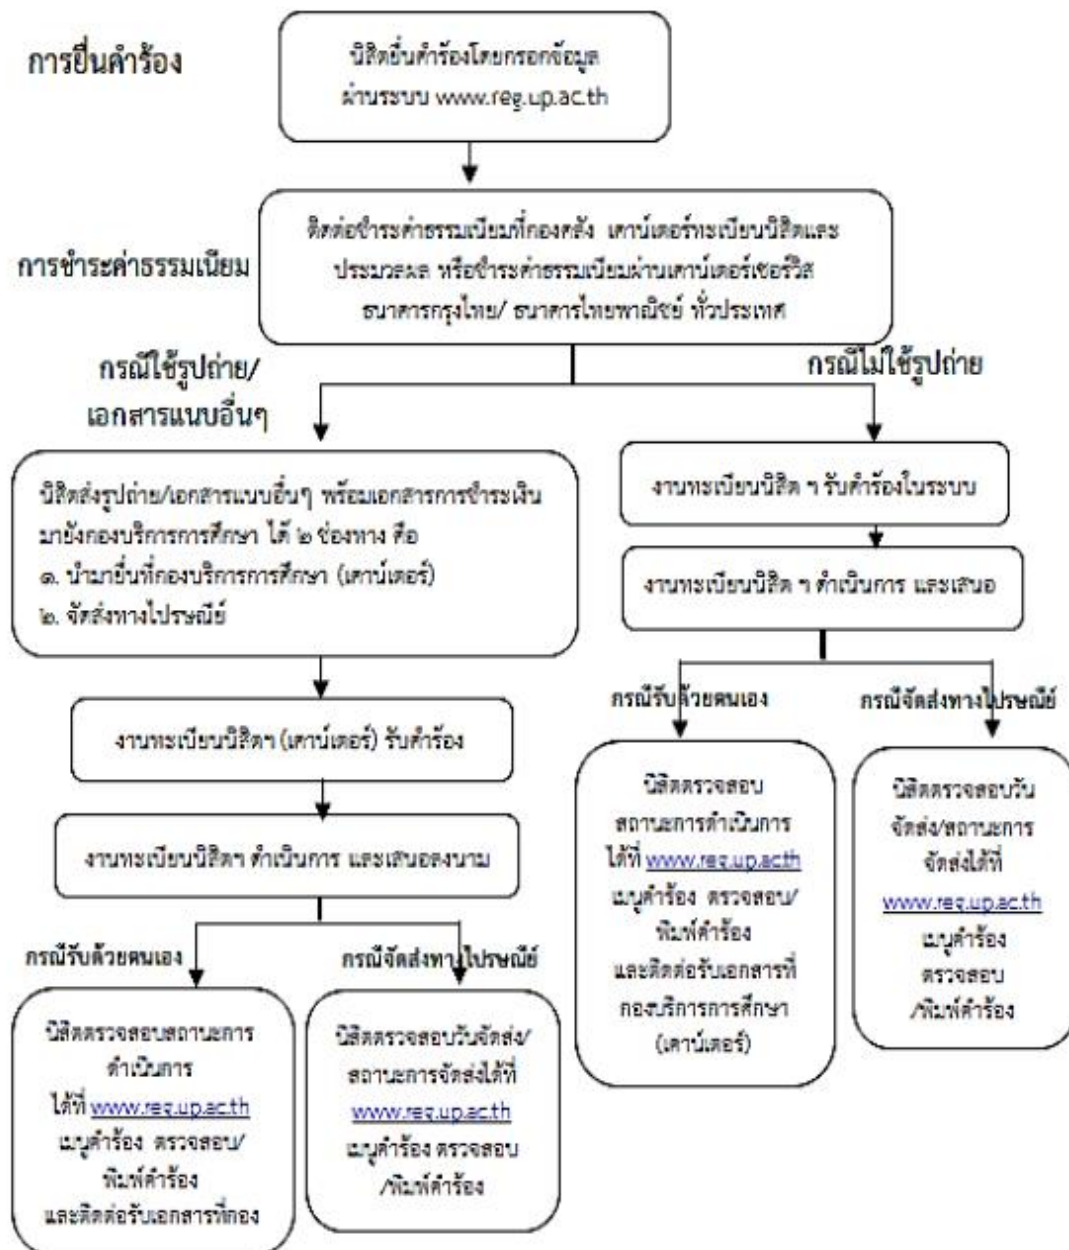 การยื่นคำร้อง
นิสิตยื่นคำร้องโดยกรอกข้อมูล
ผ่านระบบ www.reg.up.ac.th
การชำระค่าธรรมเนียม
ติดต่อชำระค่าธรรมเนียมที่กองคลัง เคาน์เตอร์ทะเบียนนิสิตและ
ประมวลผล หรือชำระค่าธรรมเนียมผ่านเคาน์เตอร์เซอร์วิส
ธนาคารกรุงไทย/ ธนาคารไทยพาณิชย์ ทั่วประเทศ
กรณีใช้รูปถ่าย/
เอกสารแนบอื่นๆ
นิสิตส่งรูปถ่าย/เอกสารแนบอื่นๆ พร้อมเอกสารการชำระเงิน
มายังกองบริการการศึกษา ได้ ๒ ช่องทาง คือ
๑. นำมายื่นที่กองบริการการศึกษา (เคาน์เตอร์)
๒. จัดส่งทางไปรษณีย์
งานทะเบียนนิสิตฯ (เคาน์เตอร์) รับคำร้อง
งานทะเบียนนิสิตฯ ดำเนินการ และเสนอลงนาม
กรณีรับด้วยตนเอง
นิสิตตรวจสอบสถานะการ
ดำเนินการ
ได้ที่ www.reg.up.ac.th
เมนูคำร้อง ตรวจสอบ/
พิมพ์คำร้อง
และติดต่อรับเอกสารที่กอง
กรณีจัดส่งทางไปรษณีย์
นิสิตตรวจสอบวันจัดส่ง/
สถานะการจัดส่งได้ที่
www.reg.up.ac.th
เมนูคำร้อง ตรวจสอบ
/พิมพ์คำร้อง
กรณีไม่ใช้รูปถ่าย
งานทะเบียนนิสิต ฯ รับคำร้องในระบบ
งานทะเบียนนิสิต ฯ ดำเนินการ และเสนอ
กรณีรับด้วยตนเอง
นิสิตตรวจสอบ
สถานะการดำเนินการ
ได้ที่ www.reg.up.ac.th
เมนูคำร้อง ตรวจสอบ/
พิมพ์คำร้อง
และติดต่อรับเอกสารที่
กองบริการการศึกษา
(เคาน์เตอร์)
กรณีจัดส่งทางไปรษณีย์
นิสิตตรวจสอบวัน
จัดส่ง/สถานะการ
จัดส่งได้ที่
www.reg.up.ac.th
เมนูคำร้อง
ตรวจสอบ
/พิมพ์คำร้อง